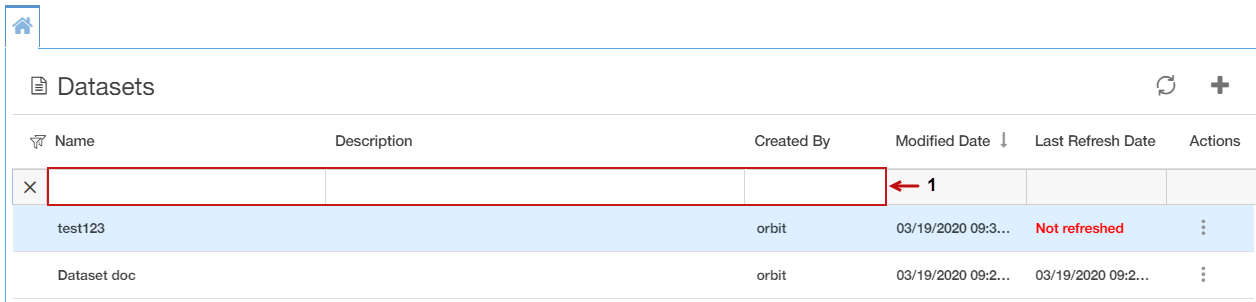 Datasets
Name Description Created By Modified Date Last Refresh Date Actions
1
test123 orbit 03/19/2020 09:3... Not refreshed
Dataset doc orbit 03/19/2020 09:2... 03/19/2020 09:2...